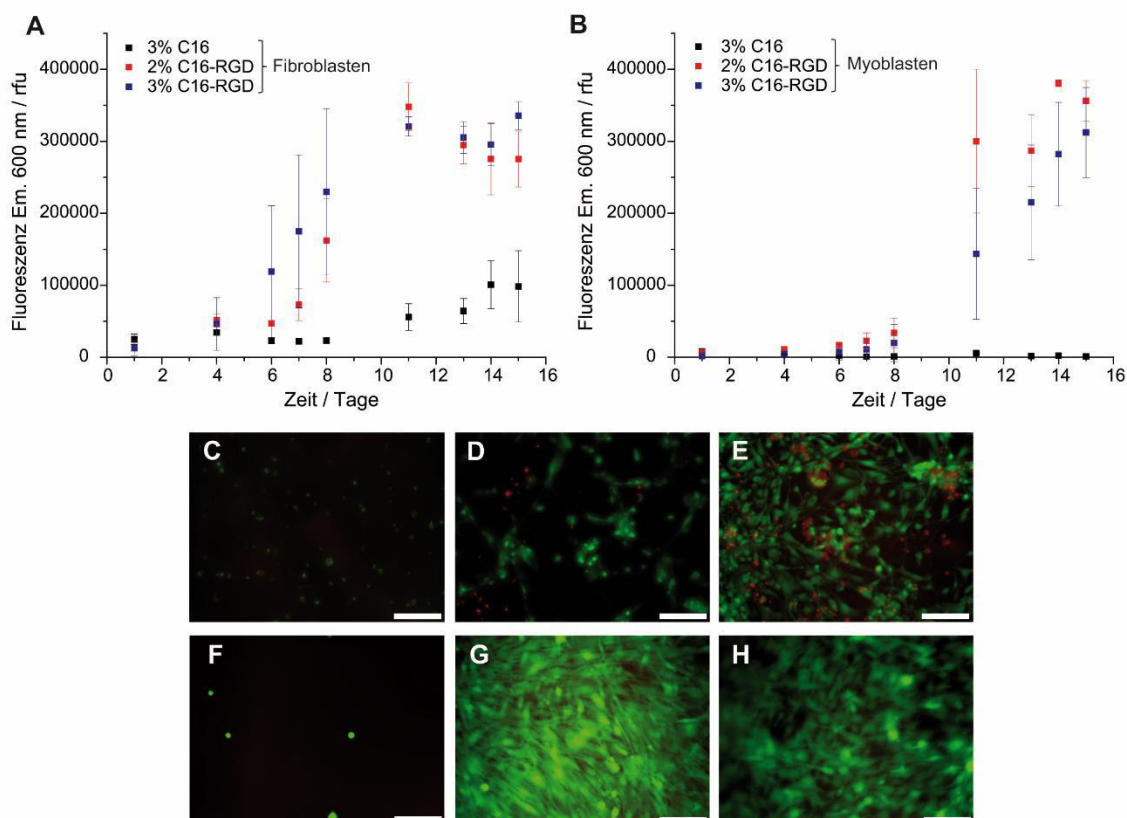 A
3% C16
2% C16-RGD
3% C16-RGD
Fibroblasten
Fluoreszenz Em. 600 nm / rfu
400000
300000
200000
100000
0
0 2 4 6 8 10 12 14 16
Zeit / Tage
B
3% C16
2% C16-RGD
3% C16-RGD
Myoblasten
Fluoreszenz Em. 600 nm / rfu
400000
300000
200000
100000
0
0 2 4 6 8 10 12 14 16
Zeit / Tage
C
D
E
F
G
H